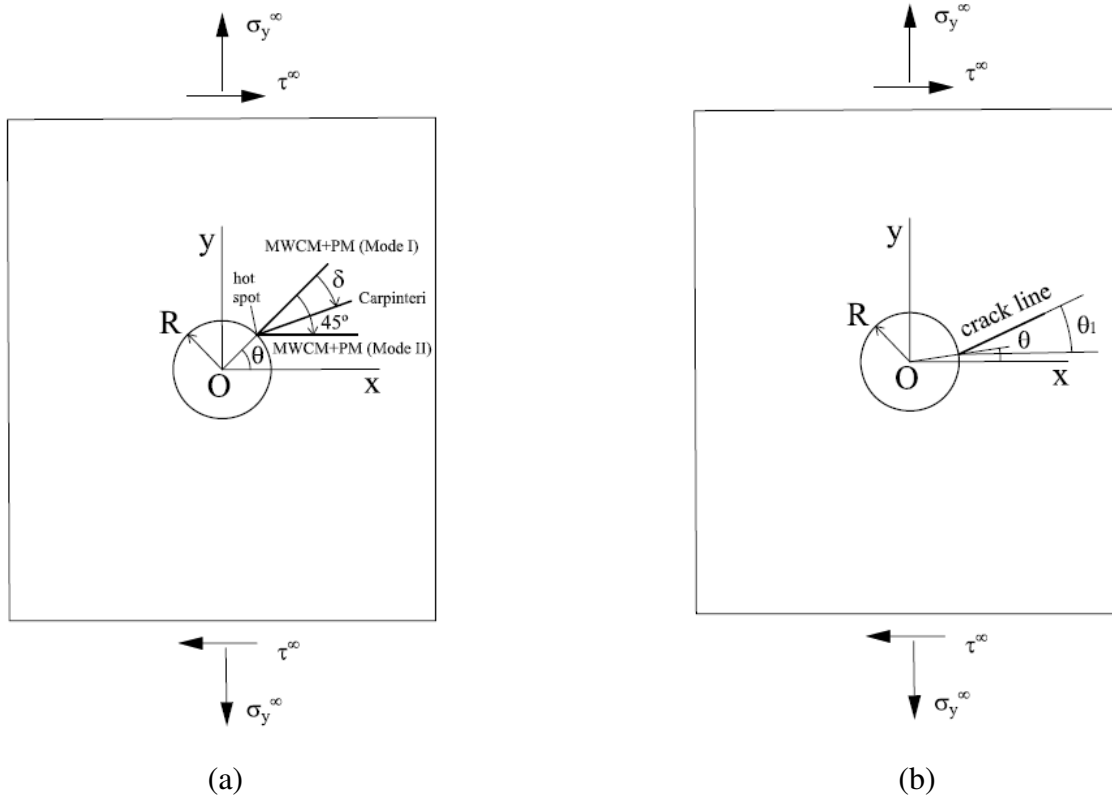 σy∞
τ∞
y
MWCM+PM (Mode I)
hot
spot
δ
Carpinteri
R
45º
MWCM+PM (Mode II)
θ
O
x
τ∞
σy∞
(a)
σy∞
τ∞
y
crack line
R
θ1
θ
O
x
τ∞
σy∞
(b)